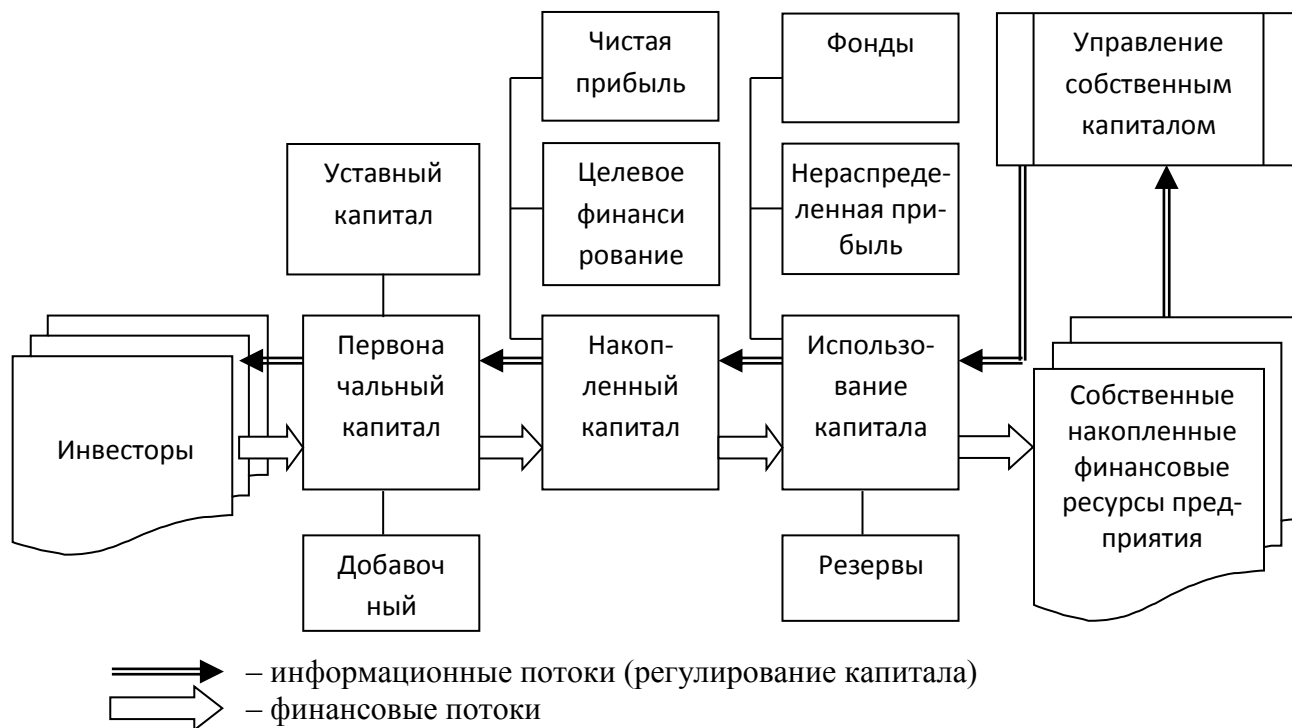 Чистая
прибыль
Фонды
Управление
собственным
капиталом
Уставный
капитал
Целевое
финанси
рование
Нераспреде-
ленная при-
быль
Инвесторы
Первона
чальный
капитал
Накоп-
ленный
капитал
Использо-
вание
капитала
Собственные
накопленные
финансовые
ресурсы пред-
приятия
Добавоч
ный
Резервы
– информационные потоки (регулирование капитала)
– финансовые потоки